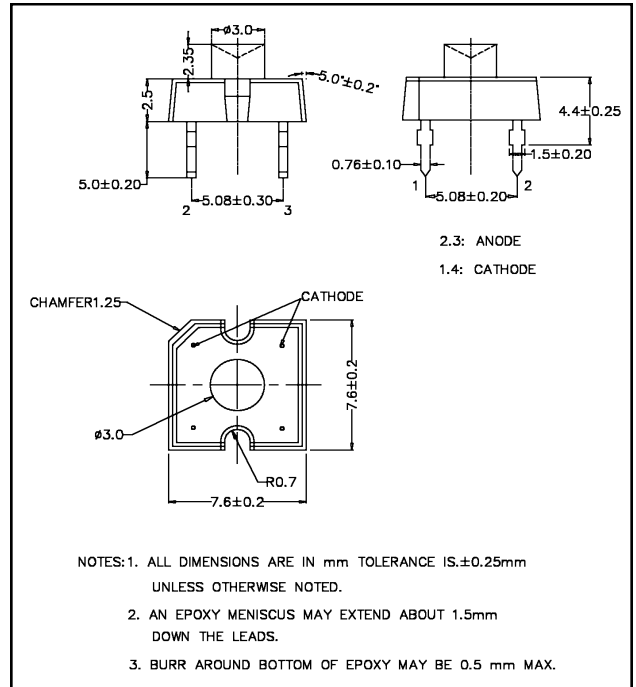 ø3.0
2.35
5.0°±0.2°
2.5
4.4±0.25
5.0±0.20
0.76±0.10
1.5±0.20
5.08±0.30
2
3
1
5.08±0.20
2
2.3: ANODE
1.4: CATHODE
CHAMFER1.25
CATHODE
7.6±0.2
ø3.0
R0.7
7.6±0.2
NOTES:1. ALL DIMENSIONS ARE IN mm TOLERANCE IS.±0.25mm
UNLESS OTHERWISE NOTED.
2. AN EPOXY MENISCUS MAY EXTEND ABOUT 1.5mm
DOWN THE LEADS.
3. BURR AROUND BOTTOM OF EPOXY MAY BE 0.5 mm MAX.